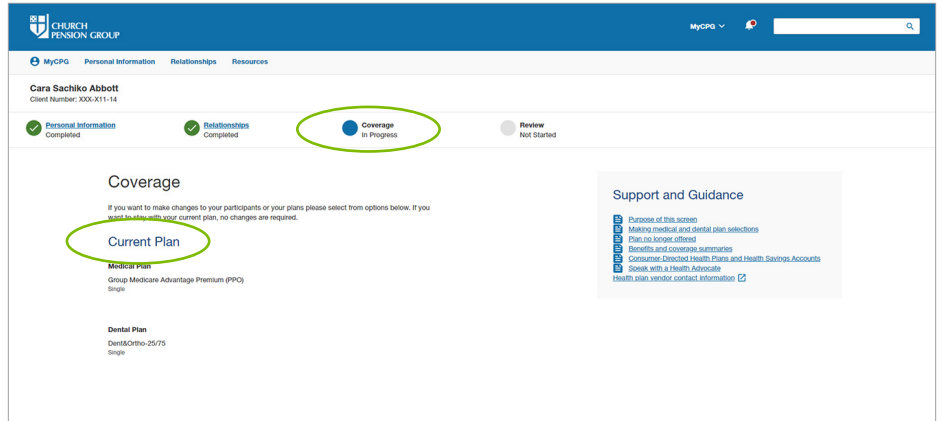 CHURCH
PENSION GROUP
MyCPG
MyCPG Personal Information Relationships Resources
Cara Sachiko Abbott
Client Number: XXX-X11-14
Personal Information
Completed
Relationships
Completed
Coverage
In Progress
Review
Not Started
Coverage
If you want to make changes to your participants or your plans please select from options below. If you
want to stay with your current plan, no changes are required.
Current Plan
Medical Plan
Group Medicare Advantage Premium (PPO)
Single
Dental Plan
Dent&Ortho-25/75
Single
Support and Guidance
Purpose of this screen
Making medical and dental plan selections
Plan no longer offered
Benefits and coverage summaries
Consumer-Directed Health Plans and Health Savings Accounts
Speak with a Health Advocate
Health plan vendor contact information